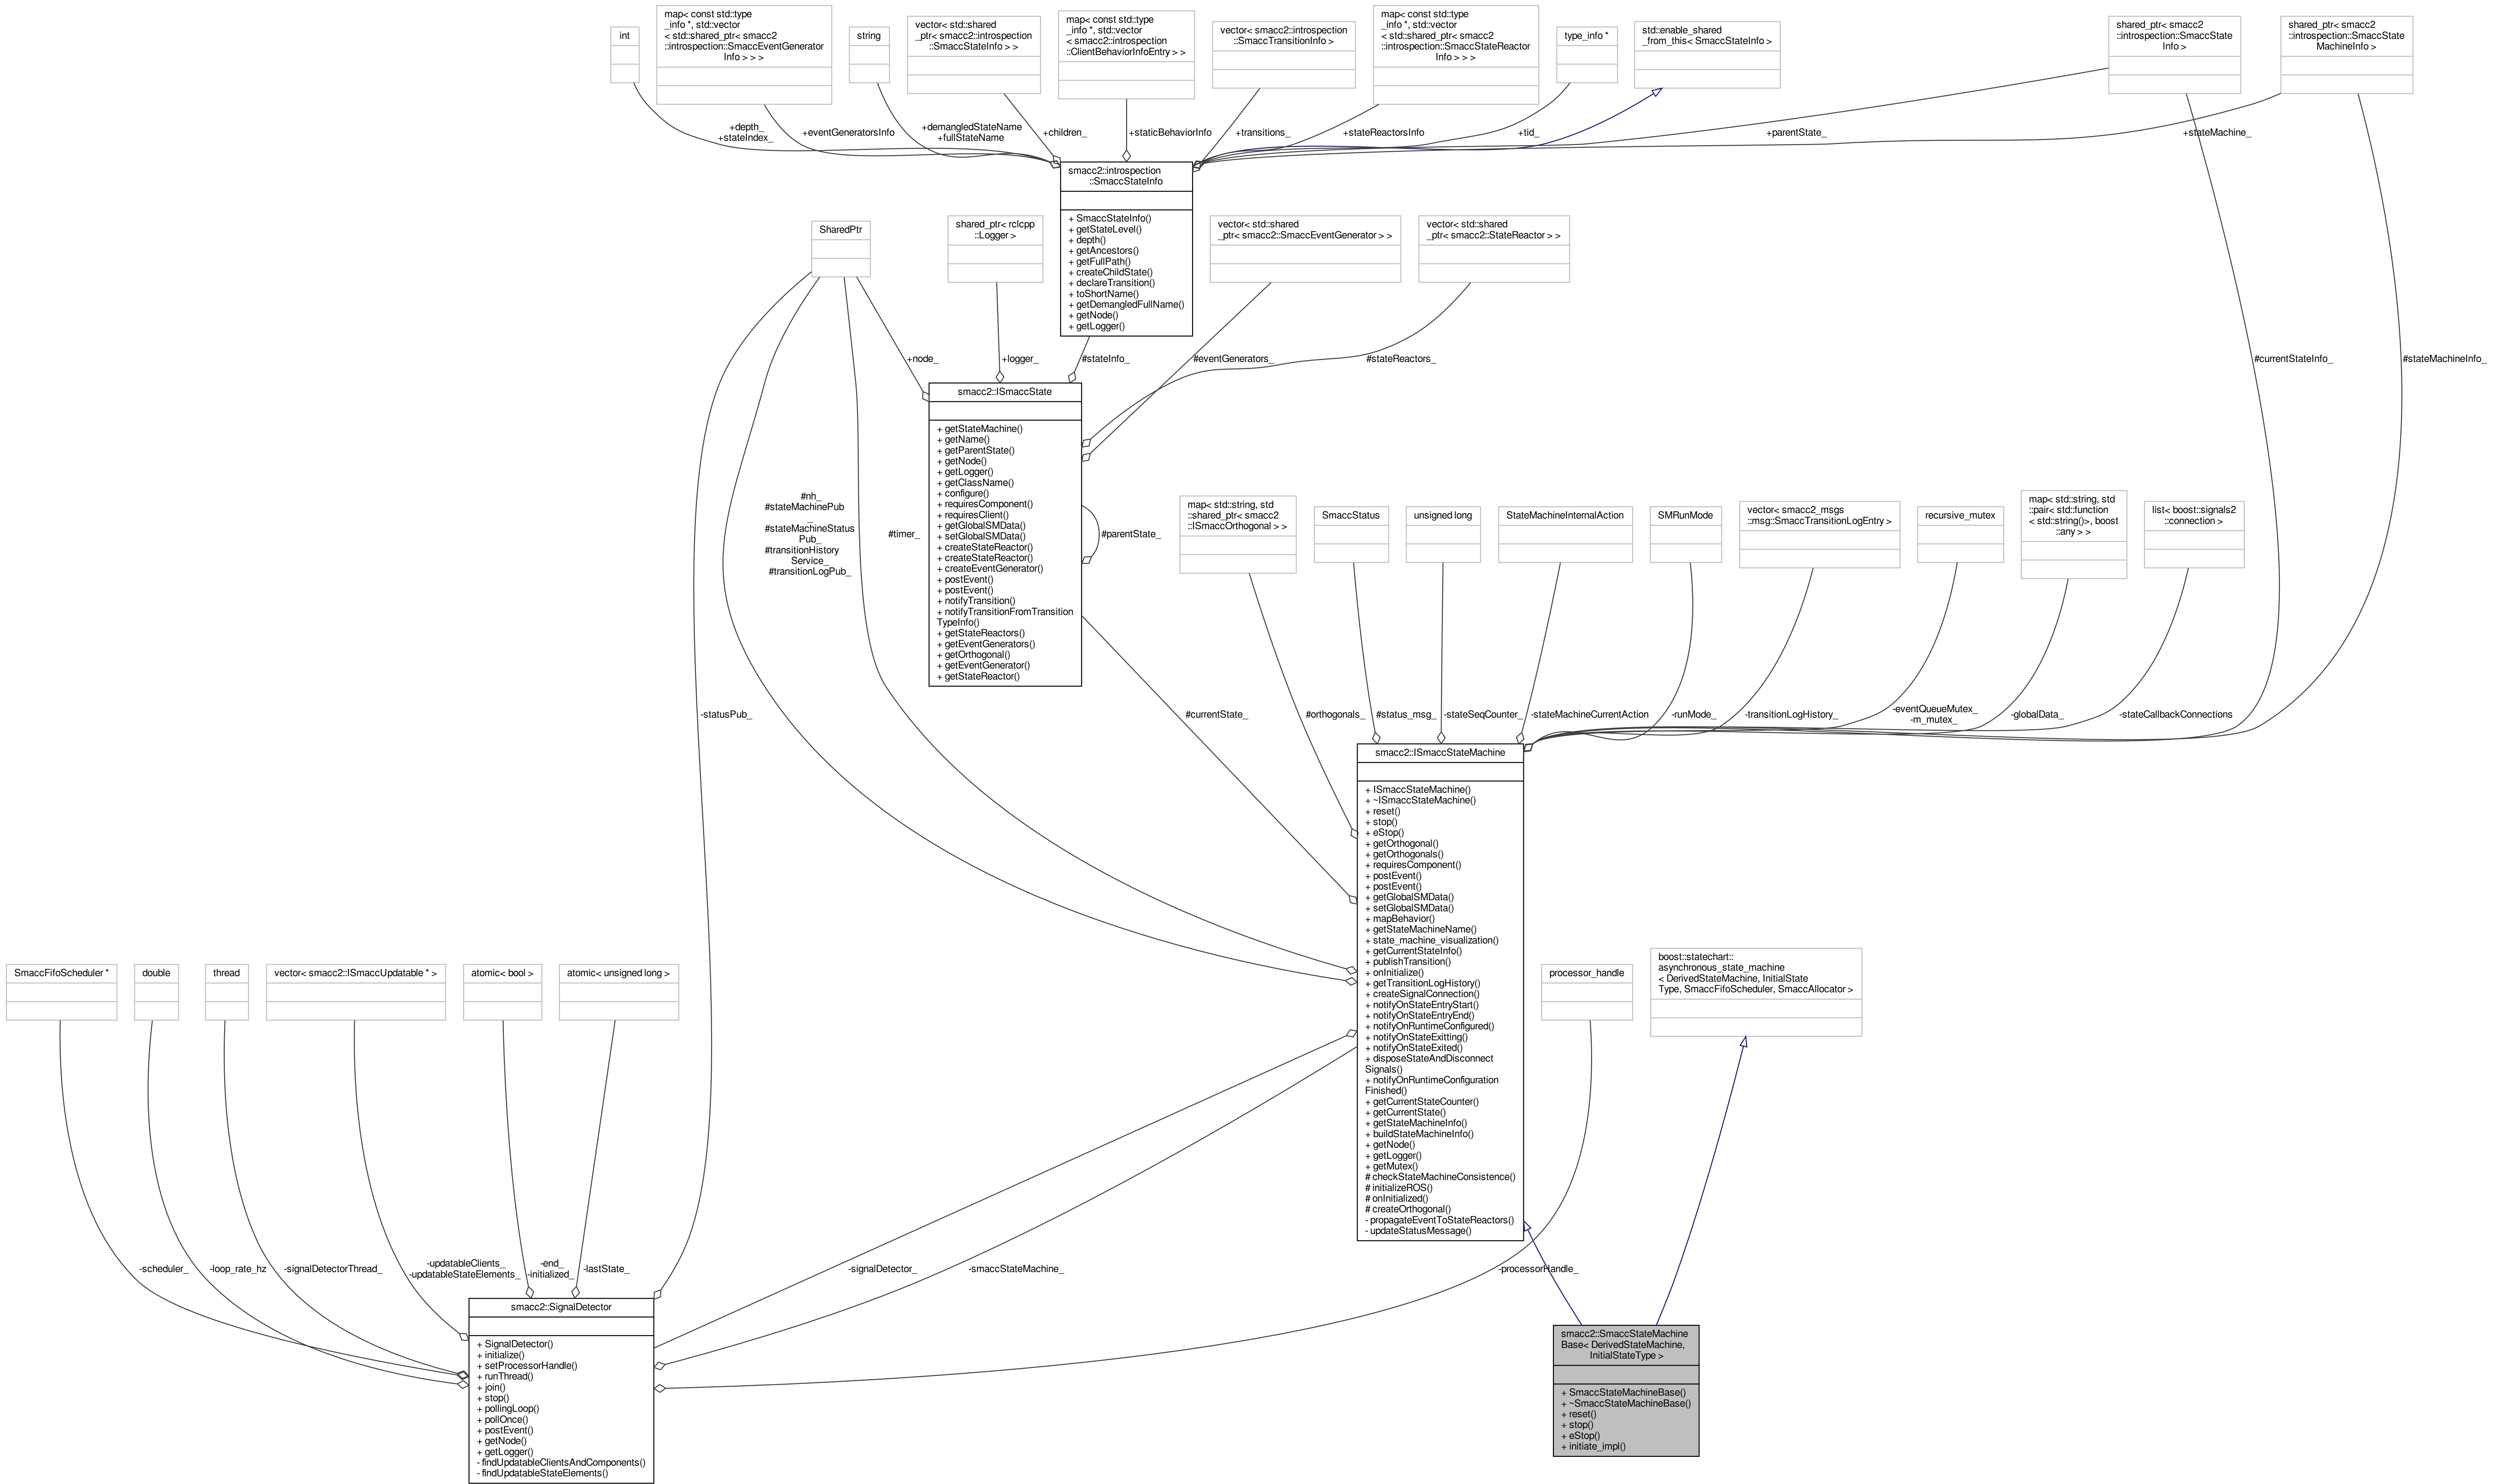 int
map< const std::type
_info *, std::vector
< std::shared_ptr< smacc2
::introspection::SmaccEventGenerator
Info > > >
string
vector< std::shared
_ptr< smacc2::introspection
::SmaccStateInfo > >
map< const std::type
_info *, std::vector
< smacc2::introspection
::ClientBehaviorInfoEntry > >
vector< smacc2::introspection
::SmaccTransitionInfo >
map< const std::type
_info *, std::vector
< std::shared_ptr< smacc2
::introspection::SmaccStateReactor
Info > > >
type_info *
std::enable_shared
_from_this< SmaccStateInfo >
shared_ptr< smacc2
::introspection::SmaccState
Info >
shared_ptr< smacc2
::introspection::SmaccState
MachineInfo >
+depth_
+stateIndex_
+eventGeneratorsInfo
+demangledStateName
+fullStateName
+children_
+staticBehaviorInfo
+transitions_
+stateReactorsInfo
+tid_
+parentState_
+stateMachine_
smacc2::introspection
::SmaccStateInfo
+ SmaccStateInfo()
+ getStateLevel()
+ depth()
+ getAncestors()
+ getFullPath()
+ createChildState()
+ declareTransition()
+ toShortName()
+ getDemangledFullName()
+ getNode()
+ getLogger()
SharedPtr
shared_ptr< rclcpp
::Logger >
vector< std::shared
_ptr< smacc2::SmaccEventGenerator > >
vector< std::shared
_ptr< smacc2::StateReactor > >
+node_
+logger_
#stateInfo_
#eventGenerators_
#stateReactors_
#currentStateInfo_
#stateMachineInfo_
smacc2::ISmaccState
+ getStateMachine()
+ getName()
+ getParentState()
+ getNode()
+ getLogger()
+ getClassName()
+ configure()
+ requiresComponent()
+ requiresClient()
+ getGlobalSMData()
+ setGlobalSMData()
+ createStateReactor()
+ createStateReactor()
+ createEventGenerator()
+ postEvent()
+ postEvent()
+ notifyTransition()
+ notifyTransitionFromTransition
TypeInfo()
+ getStateReactors()
+ getEventGenerators()
+ getOrthogonal()
+ getEventGenerator()
+ getStateReactor()
#parentState_
#nh_
#stateMachinePub
_
#stateMachineStatus
Pub_
#transitionHistory
Service_
#transitionLogPub_
#timer_
map< std::string, std
::shared_ptr< smacc2
::ISmaccOrthogonal > >
SmaccStatus
unsigned long
StateMachineInternalAction
SMRunMode
vector< smacc2_msgs
::msg::SmaccTransitionLogEntry >
recursive_mutex
map< std::string, std
::pair< std::function
< std::string()>, boost
::any > >
list< boost::signals2
::connection >
-statusPub_
#currentState_
#orthogonals_
#status_msg_
-stateSeqCounter_
-stateMachineCurrentAction
-runMode_
-transitionLogHistory_
-eventQueueMutex_
-m_mutex_
-globalData_
-stateCallbackConnections
smacc2::ISmaccStateMachine
+ ISmaccStateMachine()
+ ~ISmaccStateMachine()
+ reset()
+ stop()
+ eStop()
+ getOrthogonal()
+ getOrthogonals()
+ requiresComponent()
+ postEvent()
+ postEvent()
+ getGlobalSMData()
+ setGlobalSMData()
+ mapBehavior()
+ getStateMachineName()
+ state_machine_visualization()
+ getCurrentStateInfo()
+ publishTransition()
+ onInitialize()
+ getTransitionLogHistory()
+ createSignalConnection()
+ notifyOnStateEntryStart()
+ notifyOnStateEntryEnd()
+ notifyOnRuntimeConfigured()
+ notifyOnStateExitting()
+ notifyOnStateExited()
+ disposeStateAndDisconnect
Signals()
+ notifyOnRuntimeConfiguration
Finished()
+ getCurrentStateCounter()
+ getCurrentState()
+ getStateMachineInfo()
+ buildStateMachineInfo()
+ getNode()
+ getLogger()
+ getMutex()
# checkStateMachineConsistence()
# initializeROS()
# onInitialized()
# createOrthogonal()
- propagateEventToStateReactors()
- updateStatusMessage()
SmaccFifoScheduler *
double
thread
vector< smacc2::ISmaccUpdatable * >
atomic< bool >
atomic< unsigned long >
processor_handle
boost::statechart::
asynchronous_state_machine
< DerivedStateMachine, InitialState
Type, SmaccFifoScheduler, SmaccAllocator >
-scheduler_
-loop_rate_hz
-signalDetectorThread_
-updatableClients_
-updatableStateElements_
-end_
-initialized_
-lastState_
-signalDetector_
-smaccStateMachine_
-processorHandle_
smacc2::SignalDetector
+ SignalDetector()
+ initialize()
+ setProcessorHandle()
+ runThread()
+ join()
+ stop()
+ pollingLoop()
+ pollOnce()
+ postEvent()
+ getNode()
+ getLogger()
- findUpdatableClientsAndComponents()
- findUpdatableStateElements()
smacc2::SmaccStateMachine
Base< DerivedStateMachine,
InitialStateType >
+ SmaccStateMachineBase()
+ ~SmaccStateMachineBase()
+ reset()
+ stop()
+ eStop()
+ initiate_impl()